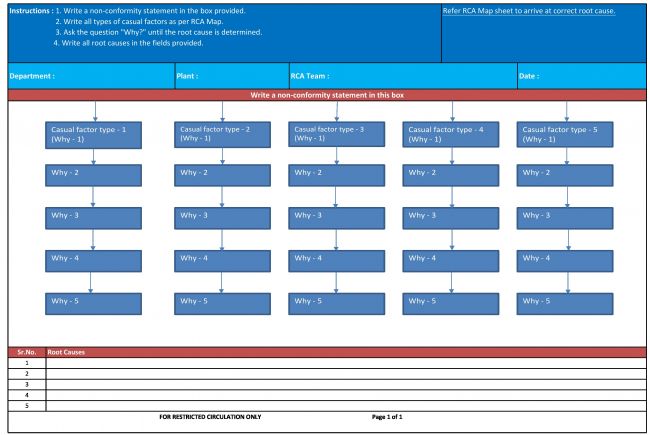 Instructions : 1. Write a non-conformity statement in the box provided.
2. Write all types of casual factors as per RCA Map.
3. Ask the question "Why?" until the root cause is determined.
4. Write all root causes in the fields provided.
Refer RCA Map sheet to arrive at correct root cause.
Department : Plant : RCA Team : Date :
Write a non-conformity statement in this box
Casual factor type - 1 Casual factor type - 2 Casual factor type - 3 Casual factor type - 4 Casual factor type - 5
(Why - 1) (Why - 1) (Why - 1) (Why - 1) (Why - 1)
Why - 2 Why - 2 Why - 2 Why - 2 Why - 2
Why - 3 Why - 3 Why - 3 Why - 3 Why - 3
Why - 4 Why - 4 Why - 4 Why - 4 Why - 4
Why - 5 Why - 5 Why - 5 Why - 5 Why - 5
Sr.No. Root Causes
1
2
3
4
5
FOR RESTRICTED CIRCULATION ONLY Page 1 of 1